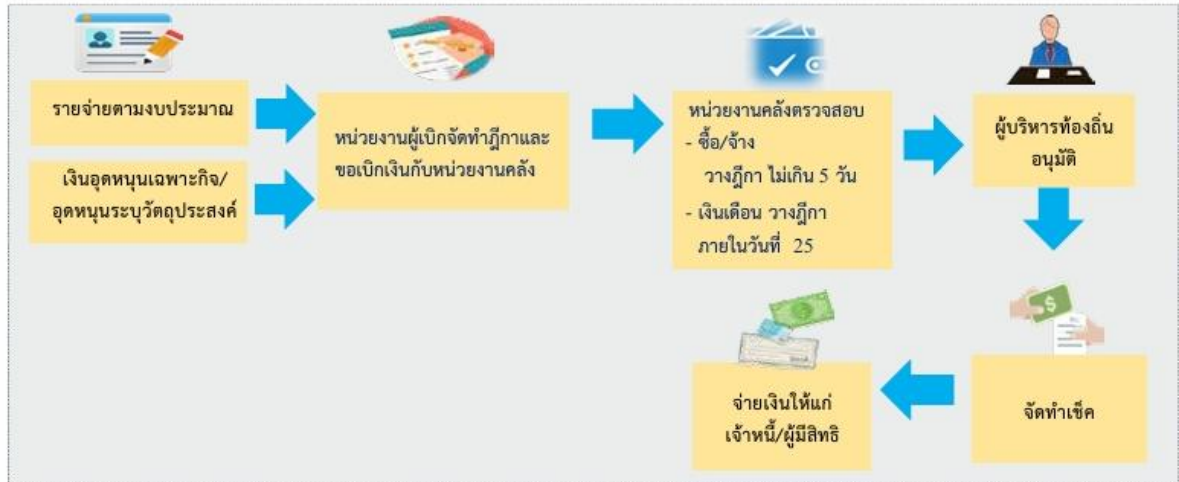 รายจ่ายตามงบประมาณ
เงินอุดหนุนเฉพาะกิจ/
อุดหนุนระบุวัตถุประสงค์
หน่วยงานผู้เบิกจัดทำฎีกาและ
ขอเบิกเงินกับหน่วยงานคลัง
หน่วยงานคลังตรวจสอบ
- ซื้อ/จ้าง
วางฎีกา ไม่เกิน 5 วัน
- เงินเดือน วางฎีกา
ภายในวันที่ 25
ผู้บริหารท้องถิ่น
อนุมัติ
จัดทำเช็ค
จ่ายเงินให้แก่
เจ้าหนี้/ผู้มีสิทธิ